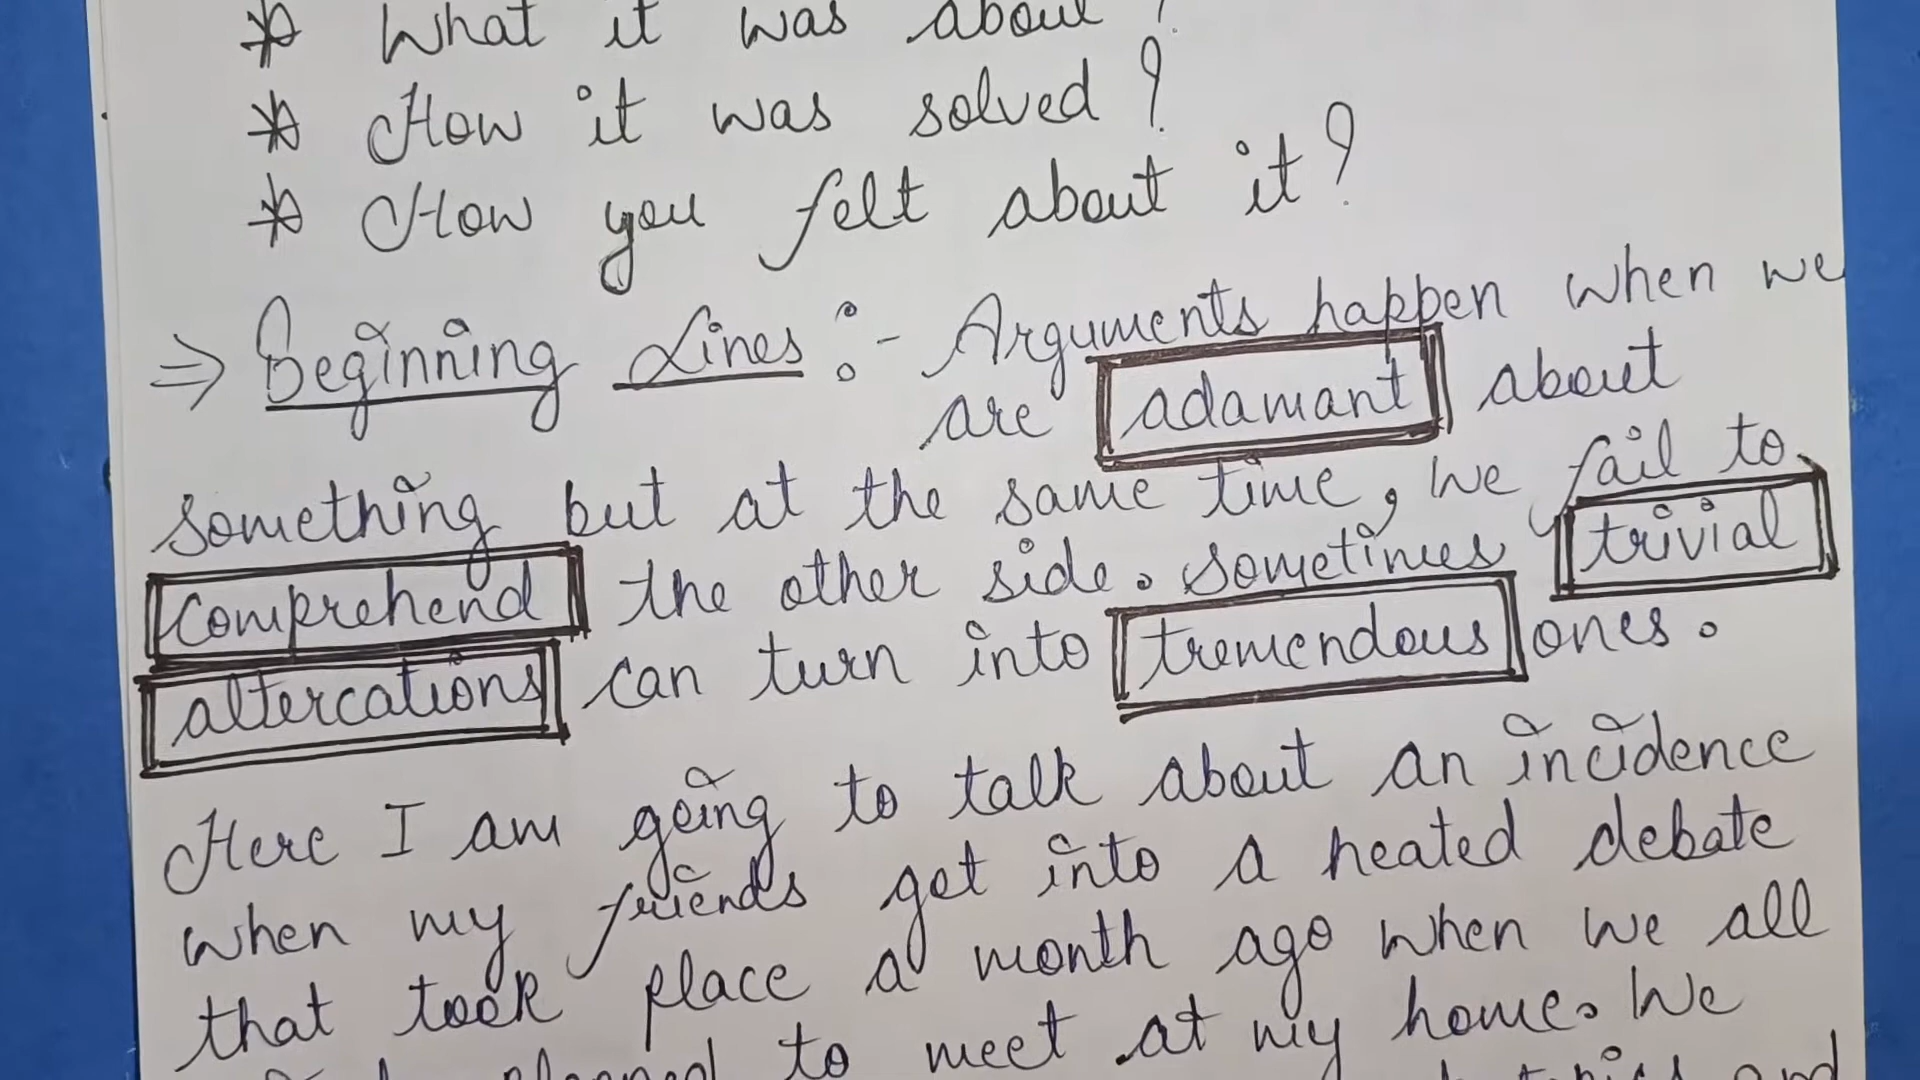 * What it was about?
* How it was solved?
* How you felt about it?
⇒ Beginning Lines :- Arguments happen when we
are adamant about
something but at the same time, we fail to
comprehend the other side. Sometimes trivial
altercations can turn into tremendous ones.
Here I am going to talk about an incidence
when my friends get into a heated debate
that took place a month ago when we all
planned to meet at my home. We
topics and